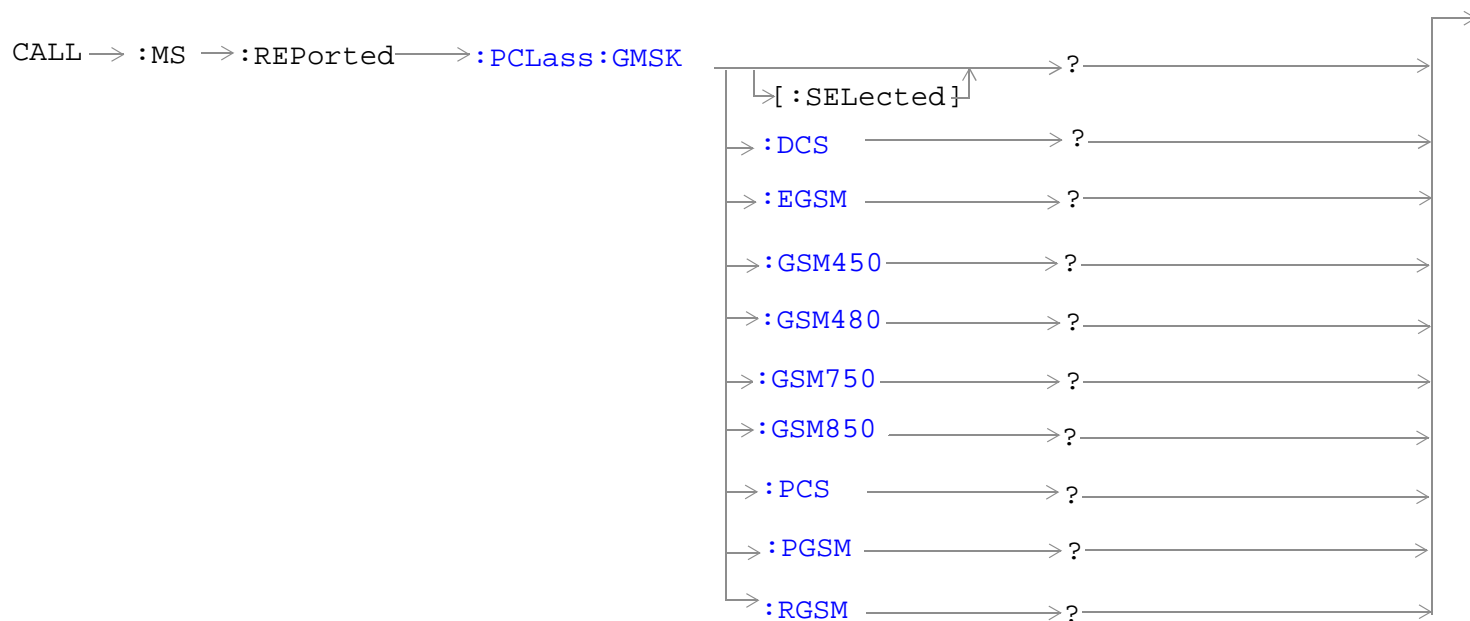 CALL :MS :REPorted :PCLass:GMSK ?
[:SELected]
:DCS ?
:EGSM ?
:GSM450 ?
:GSM480 ?
:GSM750 ?
:GSM850 ?
:PCS ?
:PGSM ?
:RGSM ?